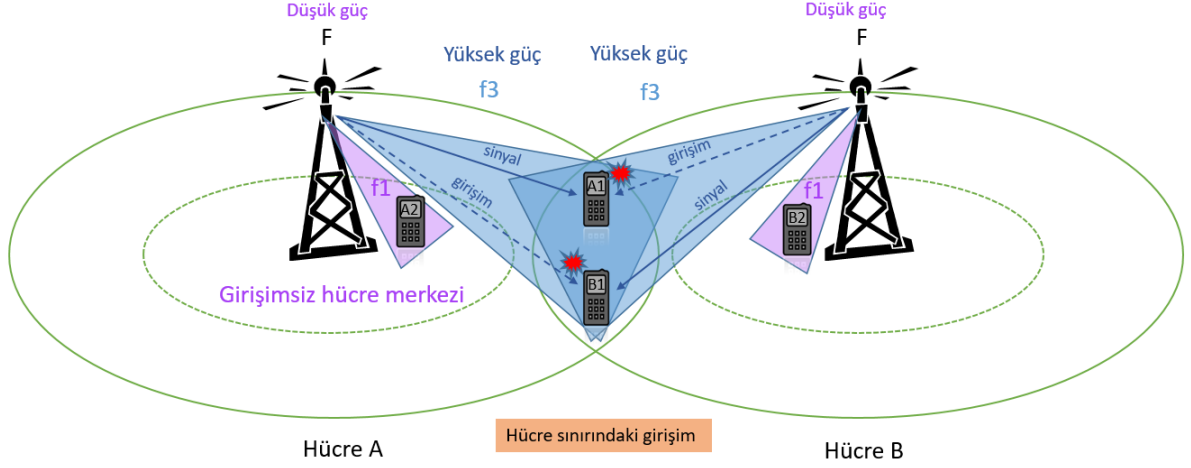 Düşük güç
Düşük güç
F
F
Yüksek güç
Yüksek güç
f3
f3
sinyal
girişim
girişim
sinyal
f1
f1
A1
A2
B2
B1
Girişimsiz hücre merkezi
Hücre sınırındaki girişim
Hücre A
Hücre B